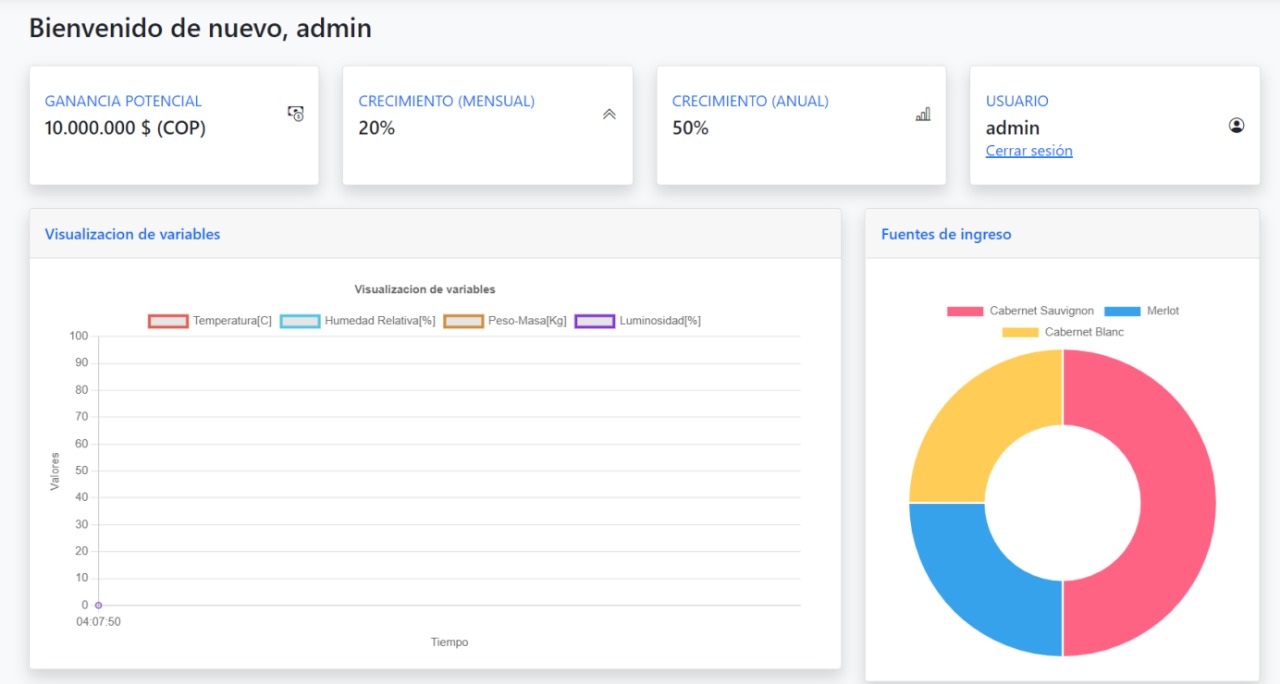 Bienvenido de nuevo, admin
GANANCIA POTENCIAL
10.000.000 $ (COP)
CRECIMIENTO (MENSUAL)
20%
CRECIMIENTO (ANUAL)
50%
USUARIO
admin
Cerrar sesión
Visualizacion de variables
Visualizacion de variables
Temperatura[C] Humedad Relativa[%] Peso-Masa[Kg] Luminosidad[%]
100
90
80
70
60
50
40
30
20
10
0
Valores
04:07:50
Tiempo
Fuentes de ingreso
Cabernet Sauvignon Merlot
Cabernet Blanc